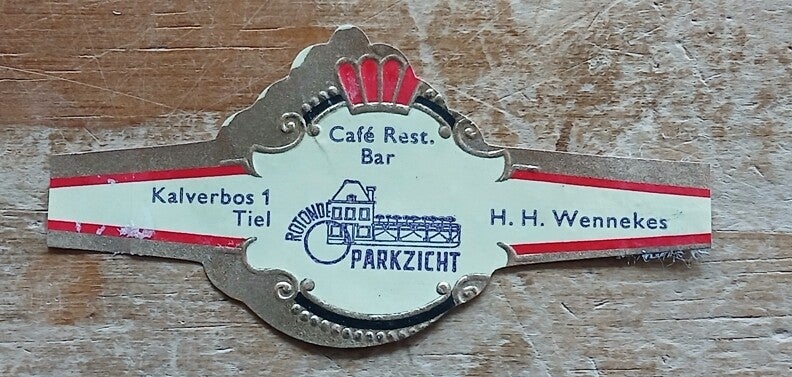 Café Rest.
Bar
Kalverbos 1
Tiel
ROTONDE
PARKZICHT
H. H. Wennekes